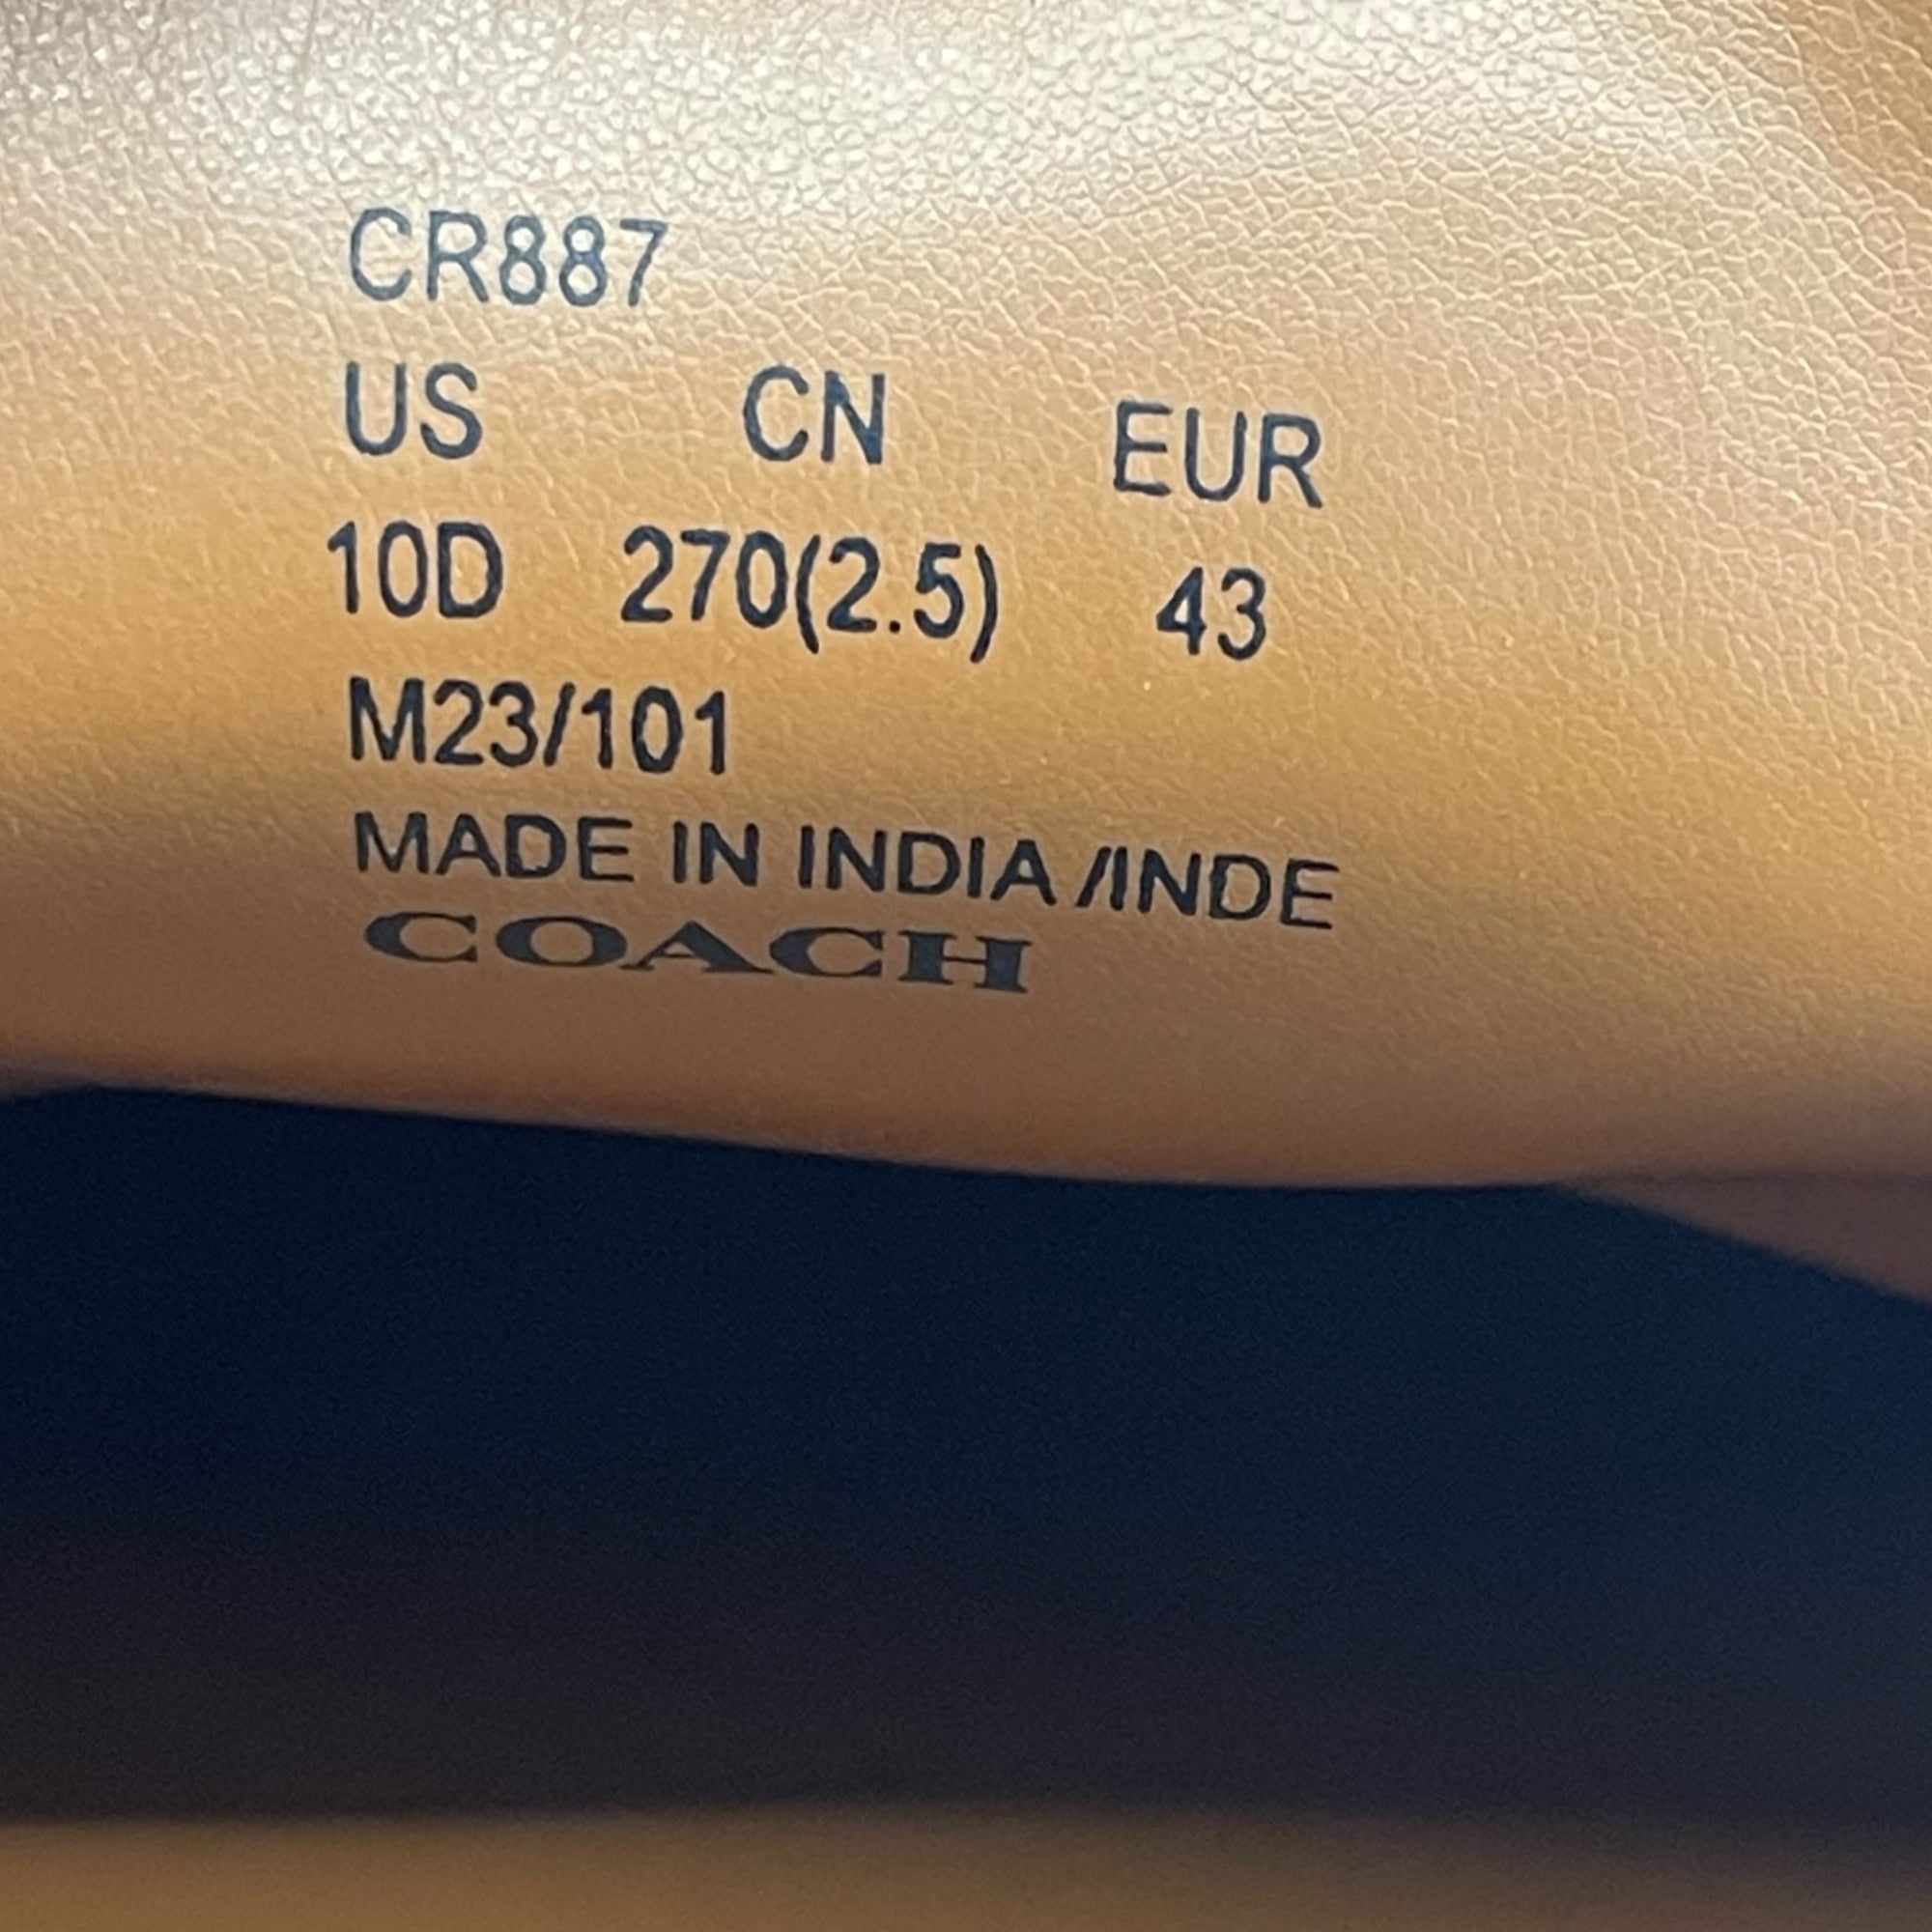 CR887
US CN EUR
10D 270(2.5) 43
M23/101
MADE IN INDIA /INDE
COACH